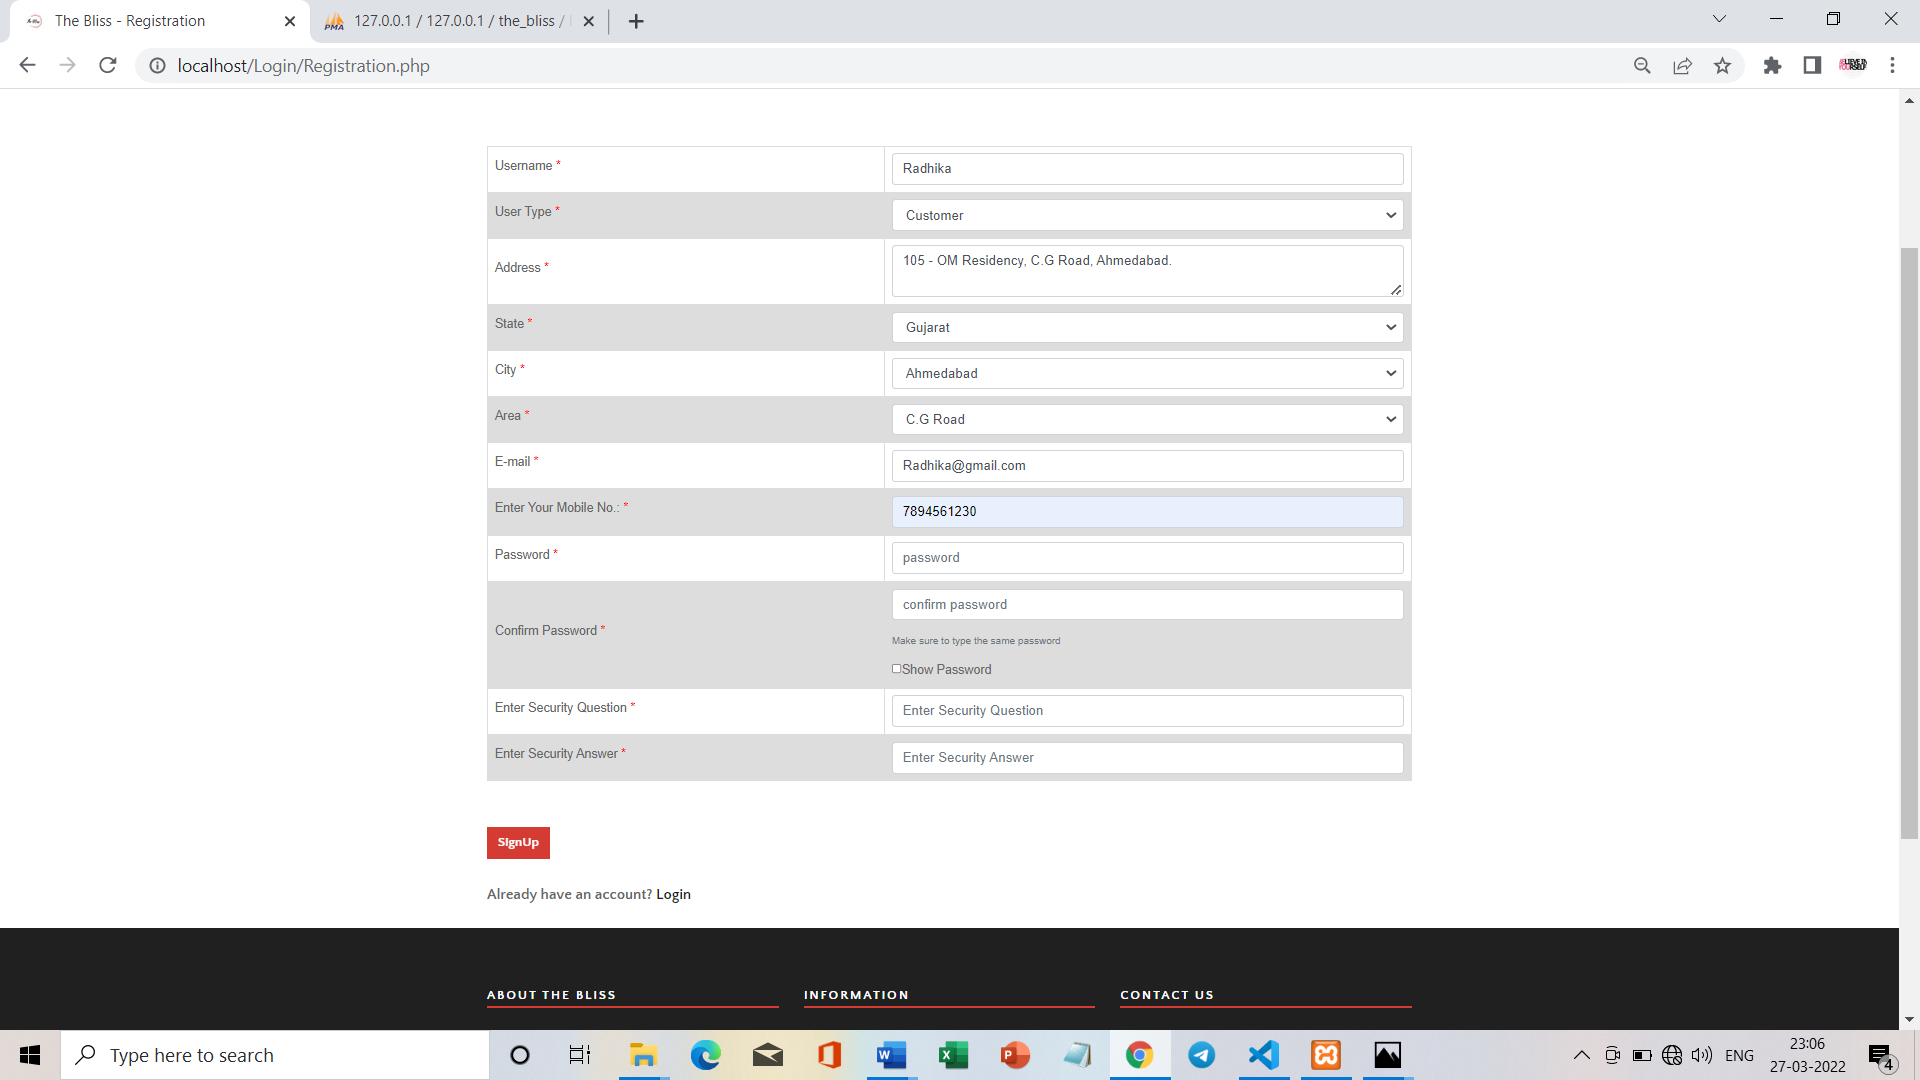 The Bliss - Registration
127.0.0.1 / 127.0.0.1 / the_bliss /
localhost/Login/Registration.php
Username *
Radhika
User Type *
Customer
Address *
105 - OM Residency, C.G Road, Ahmedabad.
State *
Gujarat
City *
Ahmedabad
Area *
C.G Road
E-mail *
Radhika@gmail.com
Enter Your Mobile No.: *
7894561230
Password *
password
Confirm Password *
confirm password
Make sure to type the same password
Show Password
Enter Security Question *
Enter Security Question
Enter Security Answer *
Enter Security Answer
SignUp
Already have an account? Login
ABOUT THE BLISS
INFORMATION
CONTACT US
Type here to search
ENG
23:06
27-03-2022
4